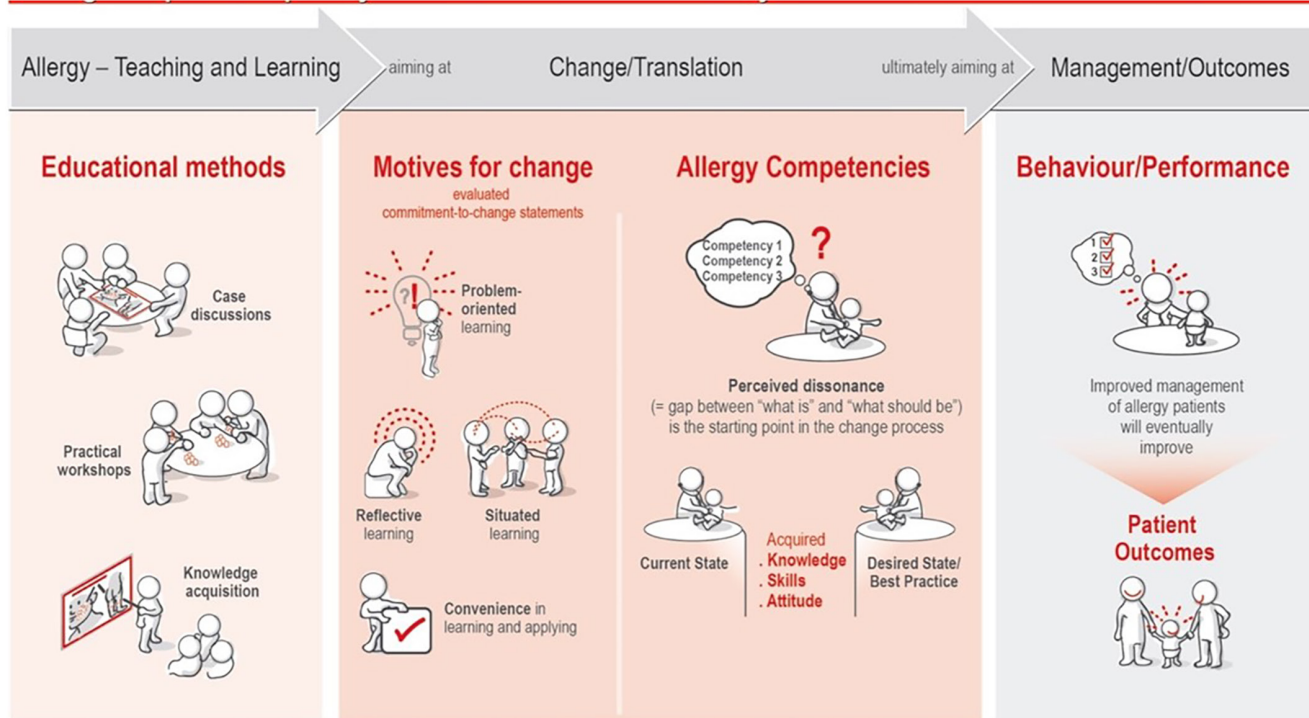 Allergy – Teaching and Learning
aiming at
Change/Translation
ultimately aiming at
Management/Outcomes
Educational methods
Case
discussions
Practical
workshops
Knowledge
acquisition
Motives for change
evaluated
commitment-to-change statements
?!
Problem-
oriented
learning
Reflective
learning
Situated
learning
Convenience in
learning and applying
Allergy Competencies
Competency 1
Competency 2
Competency 3
?
Perceived dissonance
(= gap between “what is” and “what should be”)
is the starting point in the change process
Current State
Acquired
. Knowledge
. Skills
. Attitude
Desired State/
Best Practice
Behaviour/Performance
1
2
3
Improved management
of allergy patients
will eventually
improve
Patient
Outcomes